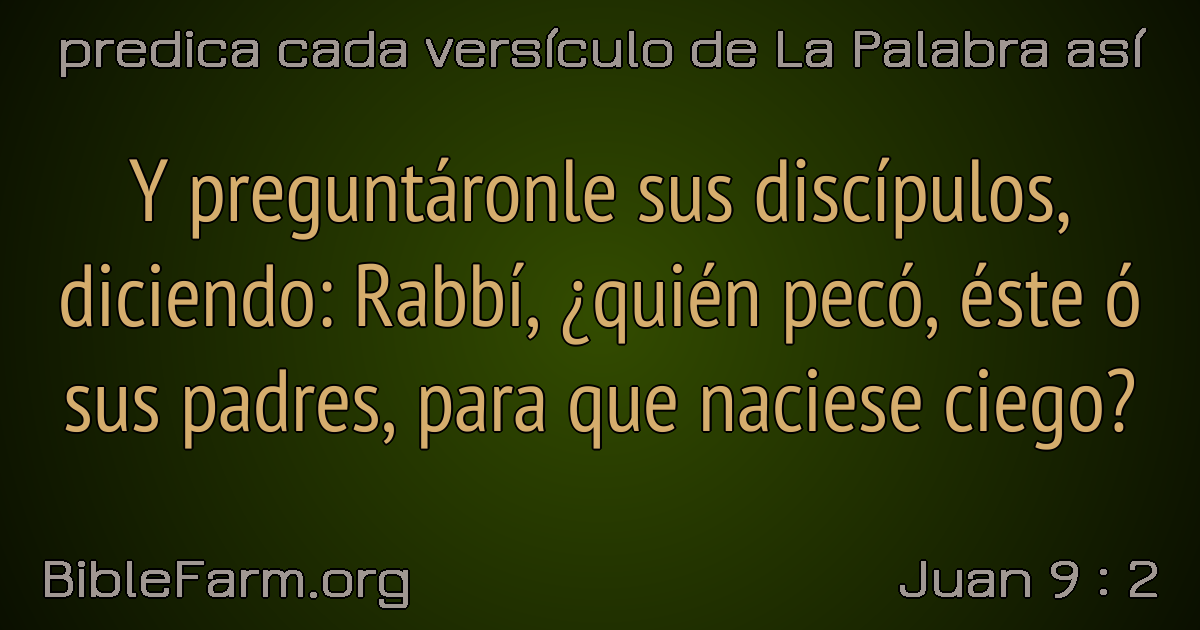 predica cada versículo de La Palabra así
Y preguntáronle sus discípulos,
diciendo: Rabbí, ¿quién pecó, éste ó
sus padres, para que naciese ciego?
BibleFarm.org
Juan 9 : 2